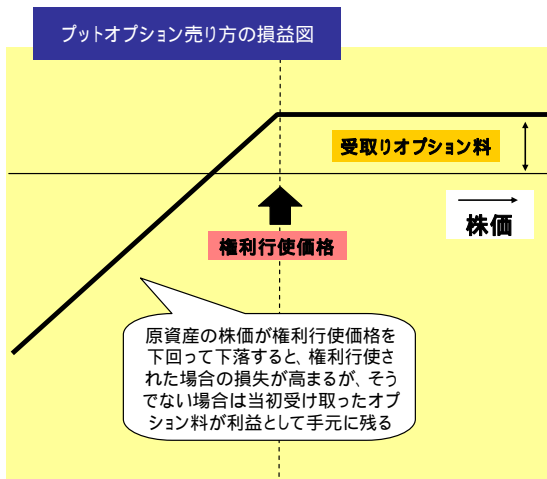 プットオプション売り方の損益図
受取りオプション料
株価
権利行使価格
原資産の株価が権利行使価格を
下回って下落すると、権利行使さ
れた場合の損失が高まるが、そう
でない場合は当初受け取ったオプ
ション料が利益として手元に残る